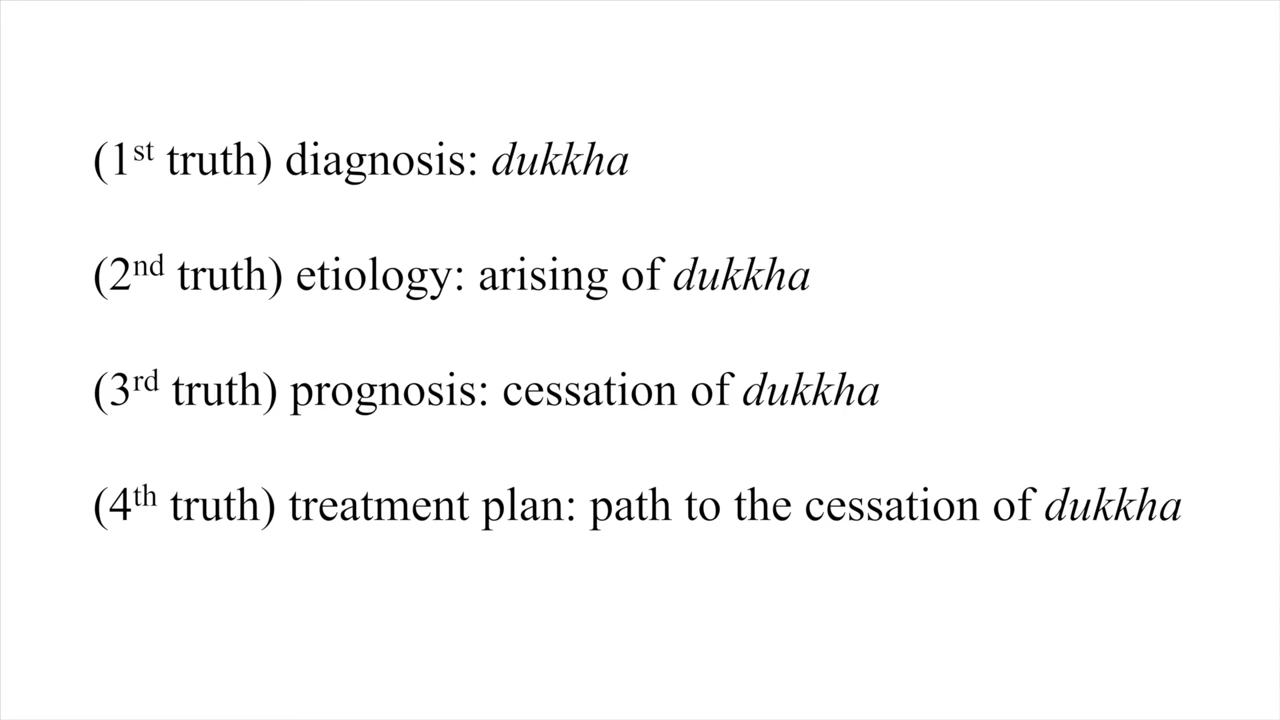 (1st truth) diagnosis: dukkha
(2nd truth) etiology: arising of dukkha
(3rd truth) prognosis: cessation of dukkha
(4th truth) treatment plan: path to the cessation of dukkha